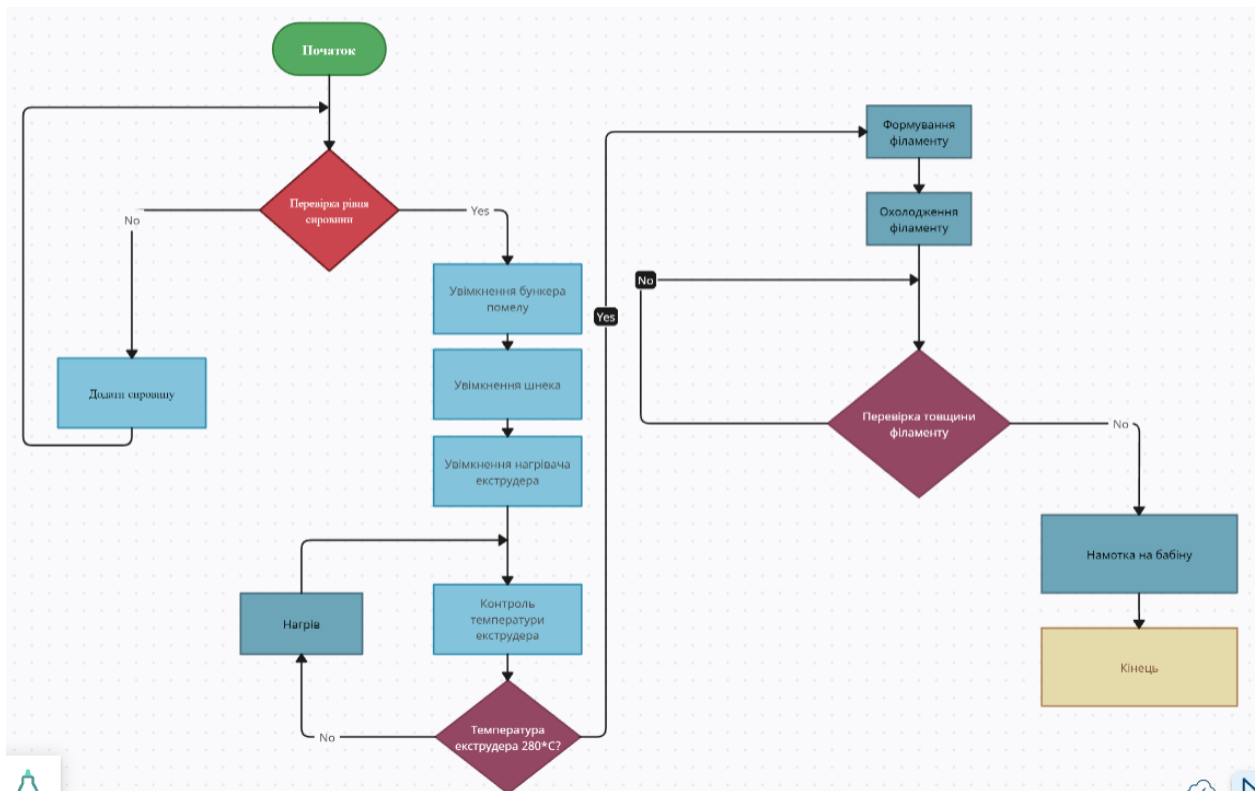 Початок
Перевірка рівня
сировини
No
Yes
Додати сировину
Увімкнення бункера
помелу
Увімкнення шнека
Увімкнення нагрівача
екструдера
Нагрів
Контроль
температури
екструдера
No
Температура
екструдера 280*C?
Yes
Формування
філаменту
Охолодження
філаменту
No
Перевірка товщини
філаменту
No
Намотка на бабіну
Кінець